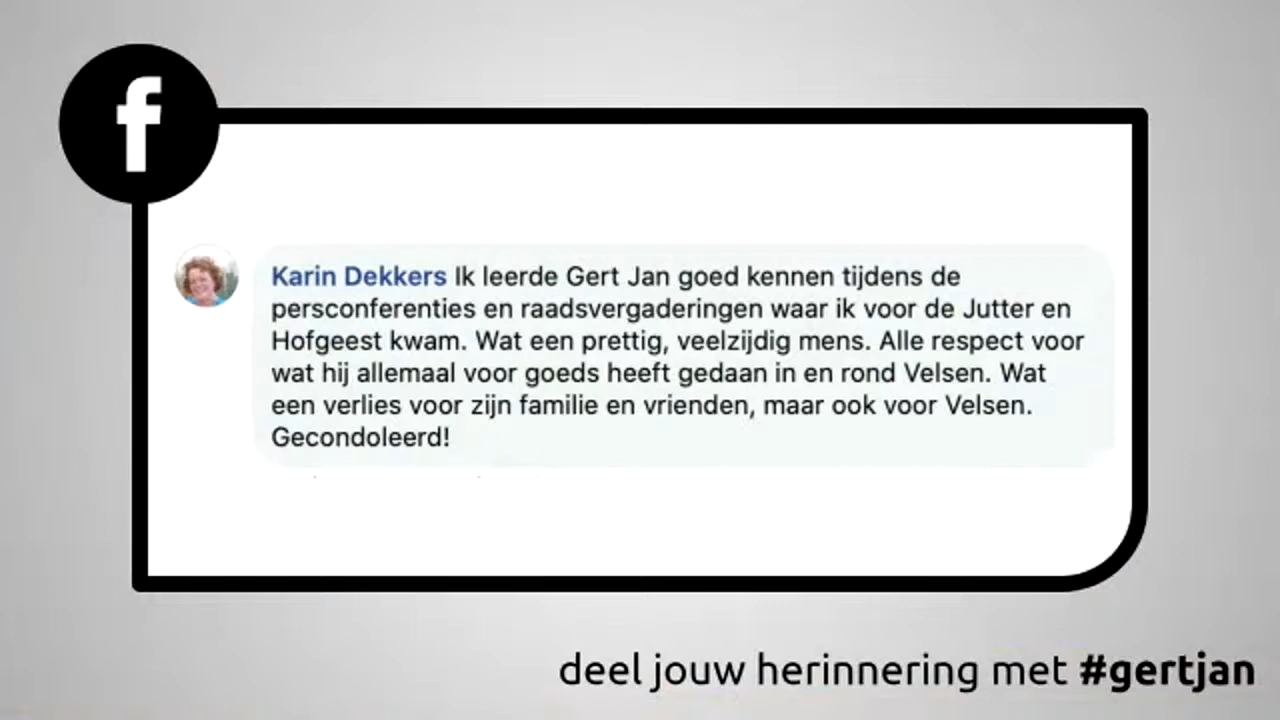 f
Karin Dekkers Ik leerde Gert Jan goed kennen tijdens de
persconferenties en raadsvergaderingen waar ik voor de Jutter en
Hofgeest kwam. Wat een prettig, veelzijdig mens. Alle respect voor
wat hij allemaal voor goeds heeft gedaan in en rond Velsen. Wat
een verlies voor zijn familie en vrienden, maar ook voor Velsen.
Gecondoleerd!
deel jouw herinnering met #gertjan